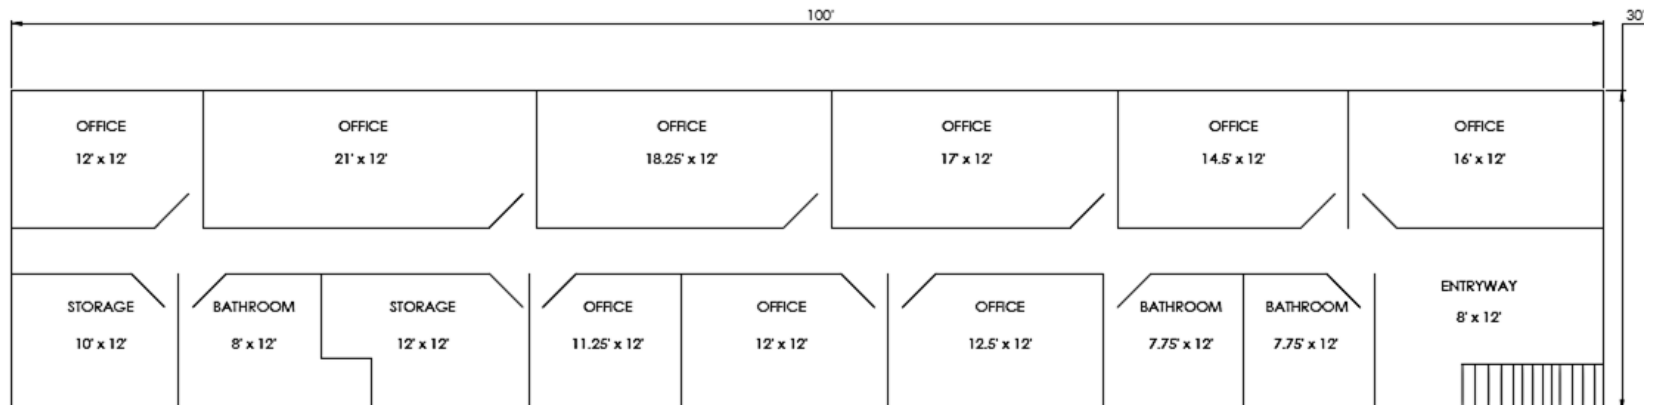 100'
30'
OFFICE
12' x 12'
OFFICE
21' x 12'
OFFICE
18.25' x 12'
OFFICE
17' x 12'
OFFICE
14.5' x 12'
OFFICE
16' x 12'
STORAGE
10' x 12'
BATHROOM
8' x 12'
STORAGE
12' x 12'
OFFICE
11.25' x 12'
OFFICE
12' x 12'
OFFICE
12.5' x 12'
BATHROOM
7.75' x 12'
BATHROOM
7.75' x 12'
ENTRYWAY
8' x 12'